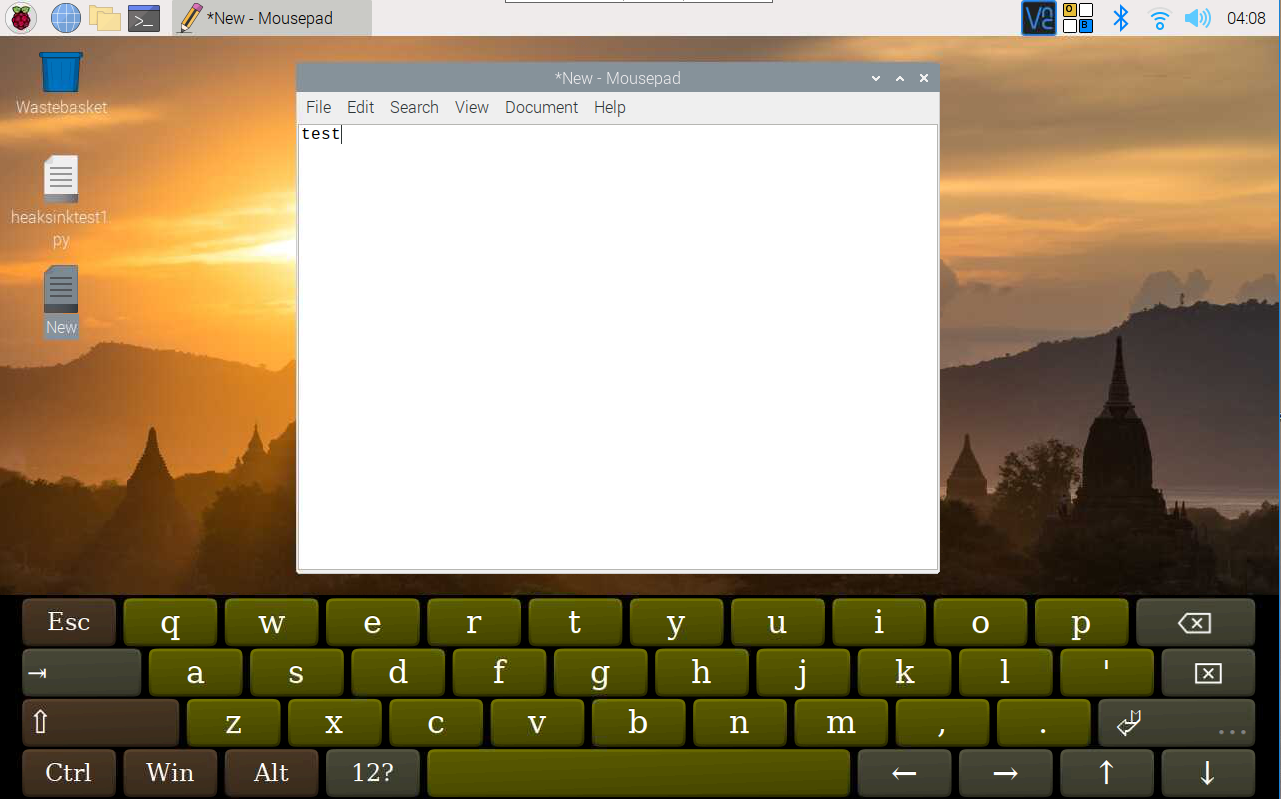 *New - Mousepad
04:08
*New - Mousepad
File Edit Search View Document Help
test
Wastebasket
heaksinktest1.
py
New
Esc q w e r t y u i o p
a s d f g h j k l '
z x c v b n m , . ...
Ctrl Win Alt 12? ← → ↑ ↓